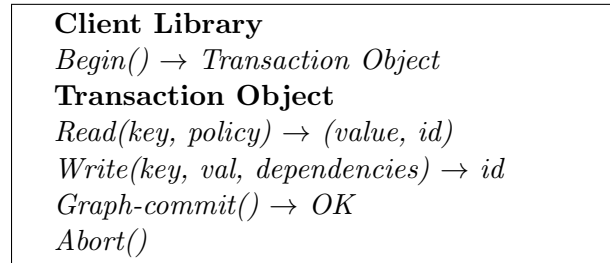 Client Library
Begin() → Transaction Object
Transaction Object
Read(key, policy) → (value, id)
Write(key, val, dependencies) → id
Graph-commit() → OK
Abort()